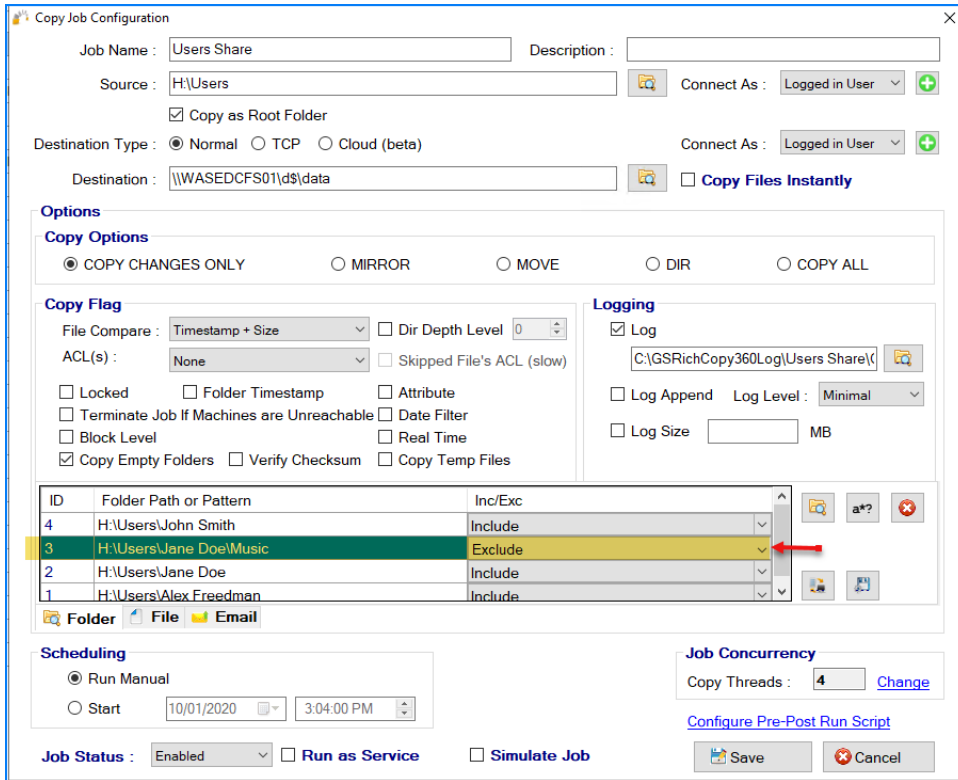 Copy Job Configuration
Job Name : Users Share Description :
Source : H:\Users Connect As : Logged in User
Copy as Root Folder
Destination Type : Normal TCP Cloud (beta) Connect As : Logged in User
Destination : \\WASEDCFS01\d$\data Copy Files Instantly
Options
Copy Options
COPY CHANGES ONLY MIRROR MOVE DIR COPY ALL
Copy Flag
File Compare : Timestamp + Size Dir Depth Level 0
ACL(s) : None Skipped File's ACL (slow)
Locked Folder Timestamp Attribute
Terminate Job If Machines are Unreachable Date Filter
Block Level Real Time
Copy Empty Folders Verify Checksum Copy Temp Files
Logging
Log
C:\GSRichCopy360Log\Users Share\(
Log Append Log Level : Minimal
Log Size MB
ID Folder Path or Pattern Inc/Exc
4 H:\Users\John Smith Include
3 H:\Users\Jane Doe\Music Exclude
2 H:\Users\Jane Doe Include
1 H:\Users\Alex Freedman Include
a*?
Folder File Email
Scheduling
Run Manual
Start 10/01/2020 3:04:00 PM
Job Concurrency
Copy Threads : 4 Change
Configure Pre-Post Run Script
Job Status : Enabled Run as Service Simulate Job Save Cancel